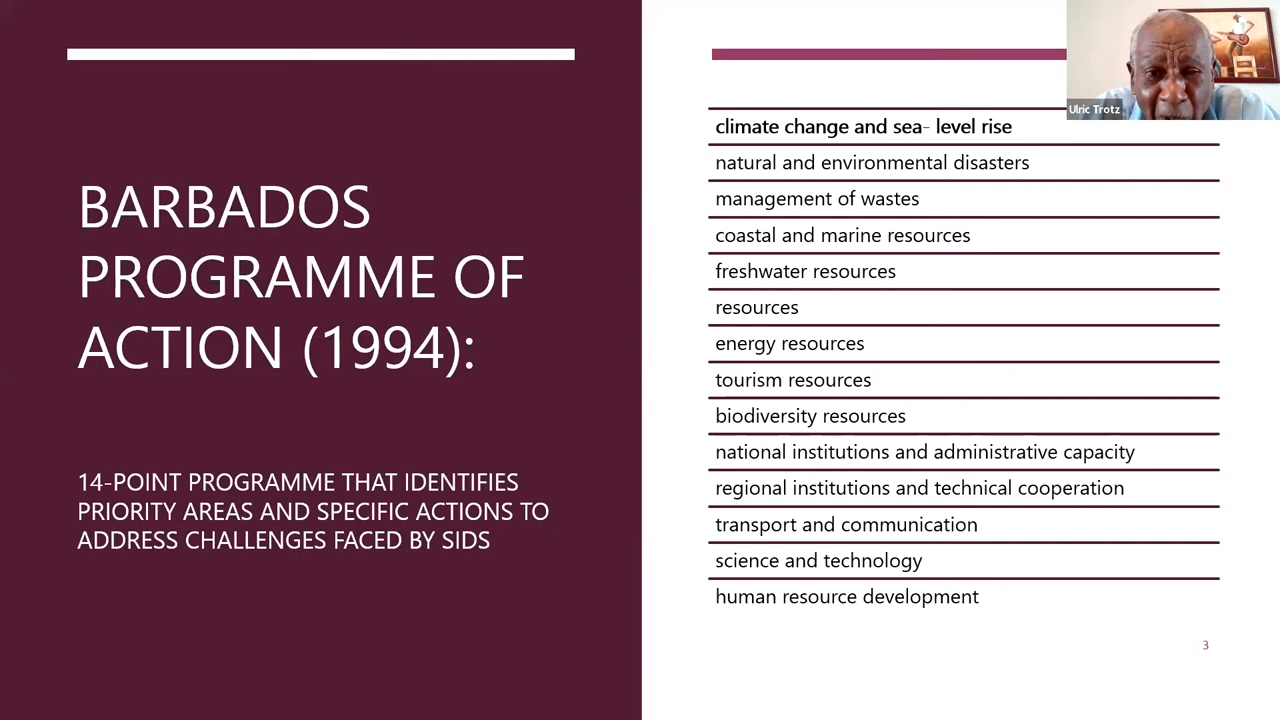 BARBADOS
PROGRAMME OF
ACTION (1994):
14-POINT PROGRAMME THAT IDENTIFIES
PRIORITY AREAS AND SPECIFIC ACTIONS TO
ADDRESS CHALLENGES FACED BY SIDS
climate change and sea- level rise
natural and environmental disasters
management of wastes
coastal and marine resources
freshwater resources
resources
energy resources
tourism resources
biodiversity resources
national institutions and administrative capacity
regional institutions and technical cooperation
transport and communication
science and technology
human resource development
3
Ulric Trotz